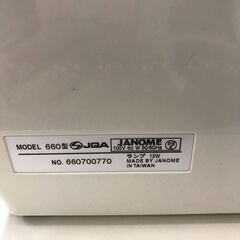 MODEL 660型 JQA JANOME
100V 50 W 50/60Hz
NO. 660700770
ランプ 12W
MADE BY JANOME
IN TAIWAN